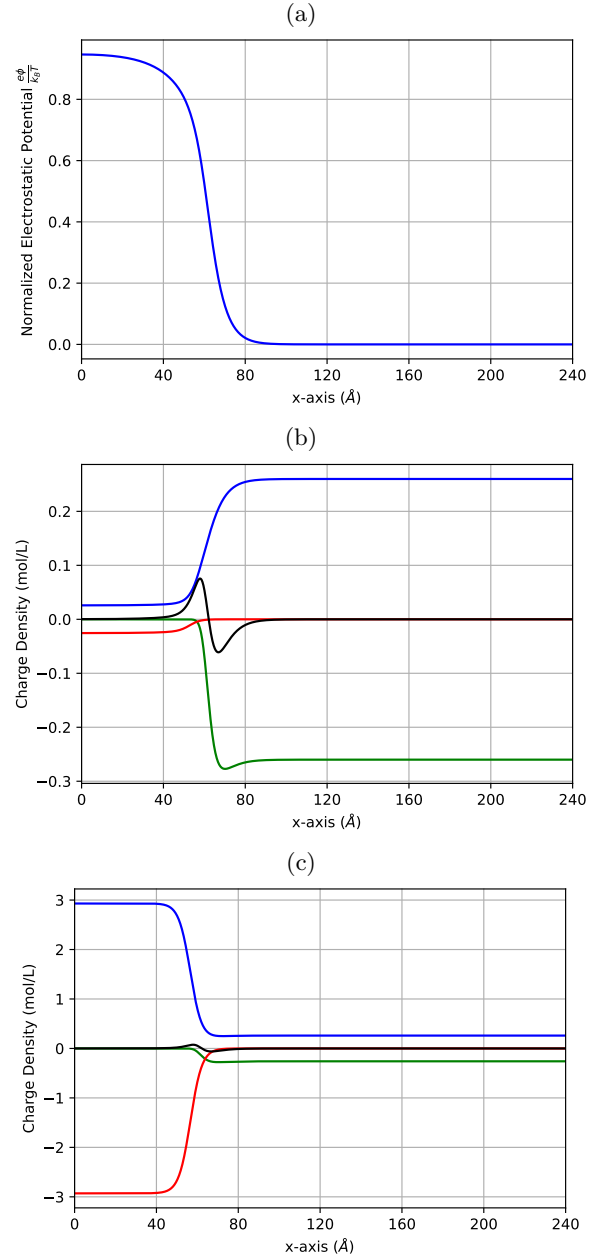 (a)
Normalized Electrostatic Potential eϕ/k_BT
0.8
0.6
0.4
0.2
0.0
0 40 80 120 160 200 240
x-axis (Å)
(b)
Charge Density (mol/L)
0.2
0.1
0.0
−0.1
−0.2
−0.3
0 40 80 120 160 200 240
x-axis (Å)
(c)
Charge Density (mol/L)
3
2
1
0
−1
−2
−3
0 40 80 120 160 200 240
x-axis (Å)